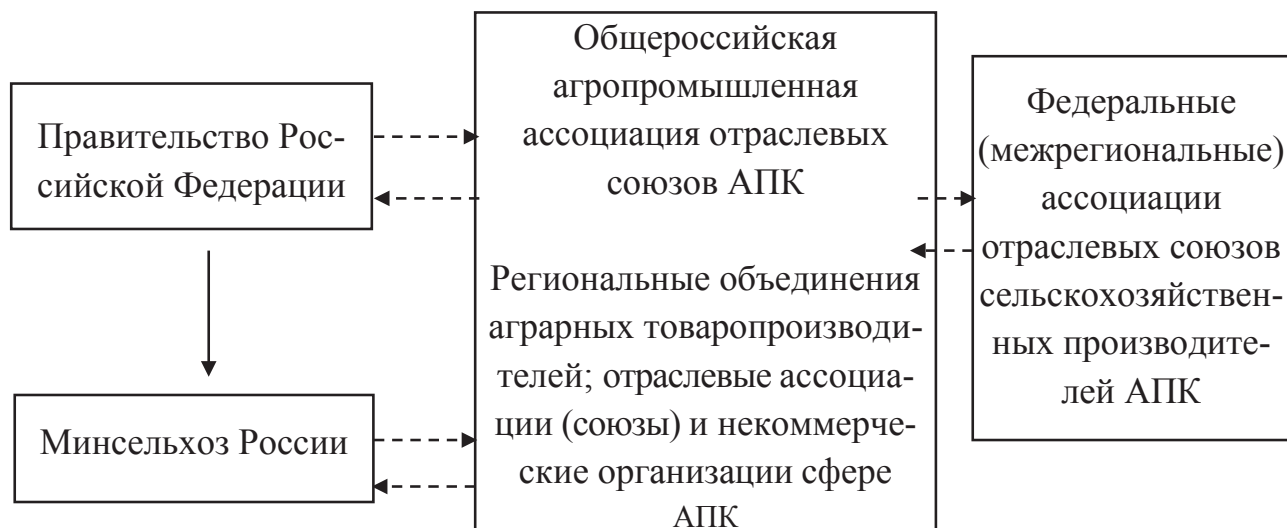 Правительство Рос-
сийской Федерации
Минсельхоз России
Общероссийская
агропромышленная
ассоциация отраслевых
союзов АПК
Региональные объединения
аграрных товаропроизводи-
телей; отраслевые ассоциа-
ции (союзы) и некоммерче-
ские организации сфере
АПК
Федеральные
(межрегиональные)
ассоциации
отраслевых союзов
сельскохозяйствен-
ных производите-
лей АПК